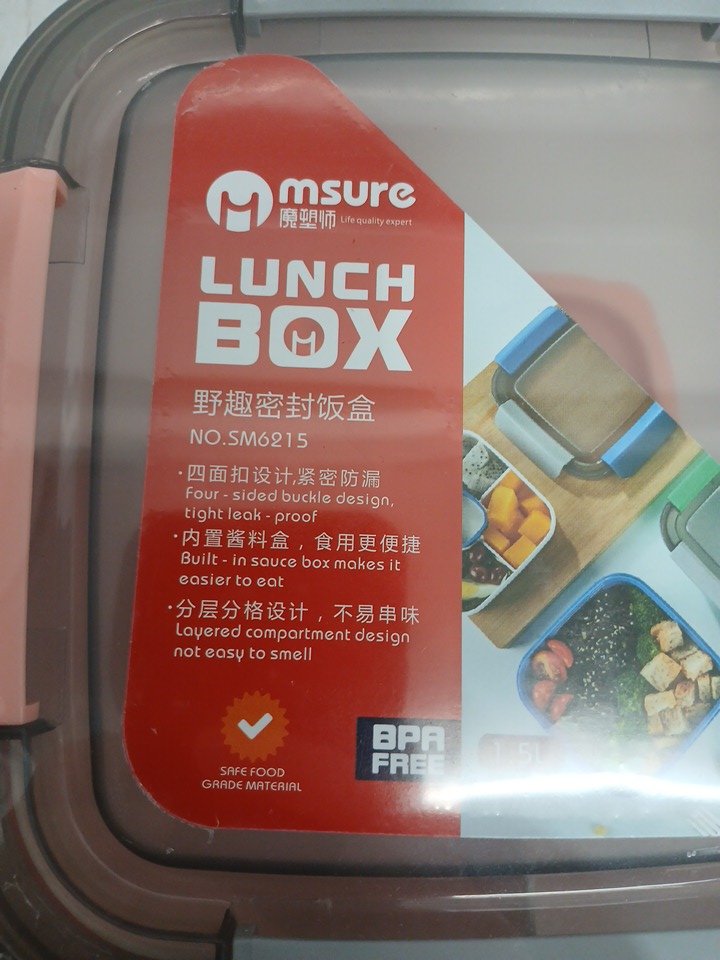 msure
魔塑师 Life quality expert
LUNCH
BOX
野趣密封饭盒
NO.SM6215
·四面扣设计,紧密防漏
Four - sided buckle design,
tight leak - proof
·内置酱料盒，食用更便捷
Built - in sauce box makes it
easier to eat
·分层分格设计，不易串味
Layered compartment design
not easy to smell
SAFE FOOD
GRADE MATERIAL
BPA
FREE
1.5L